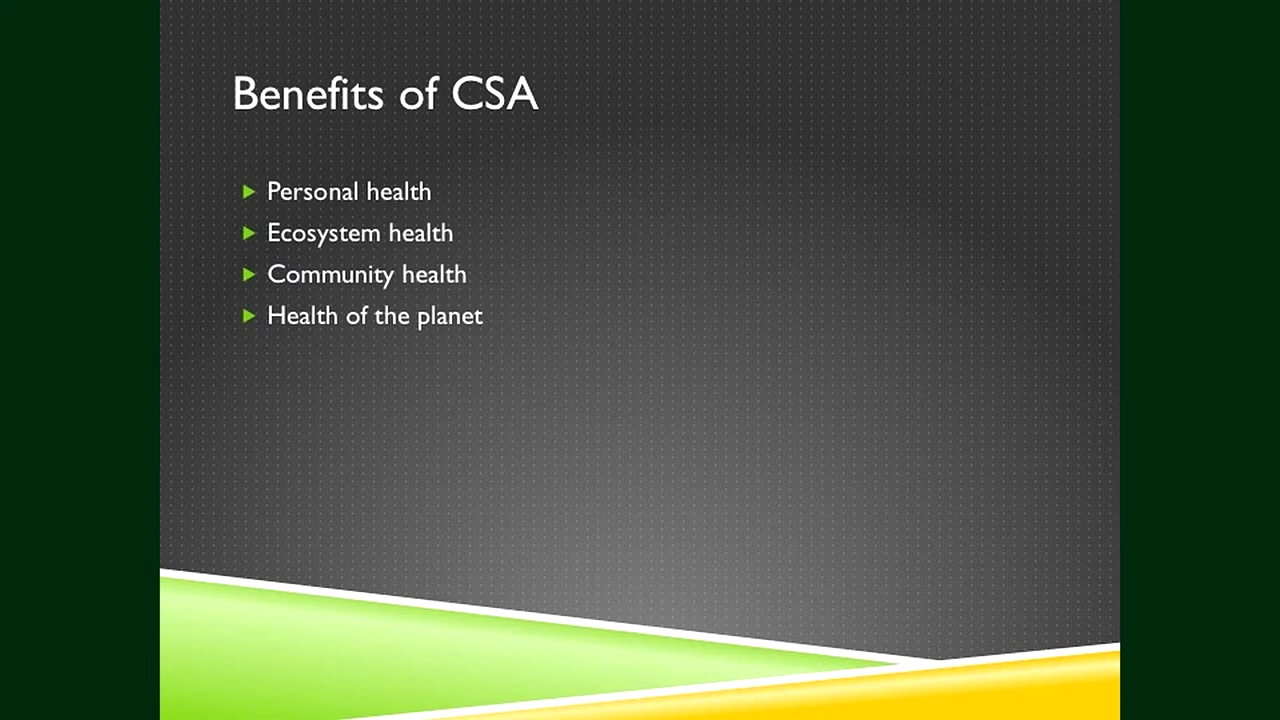 Benefits of CSA
Personal health
Ecosystem health
Community health
Health of the planet